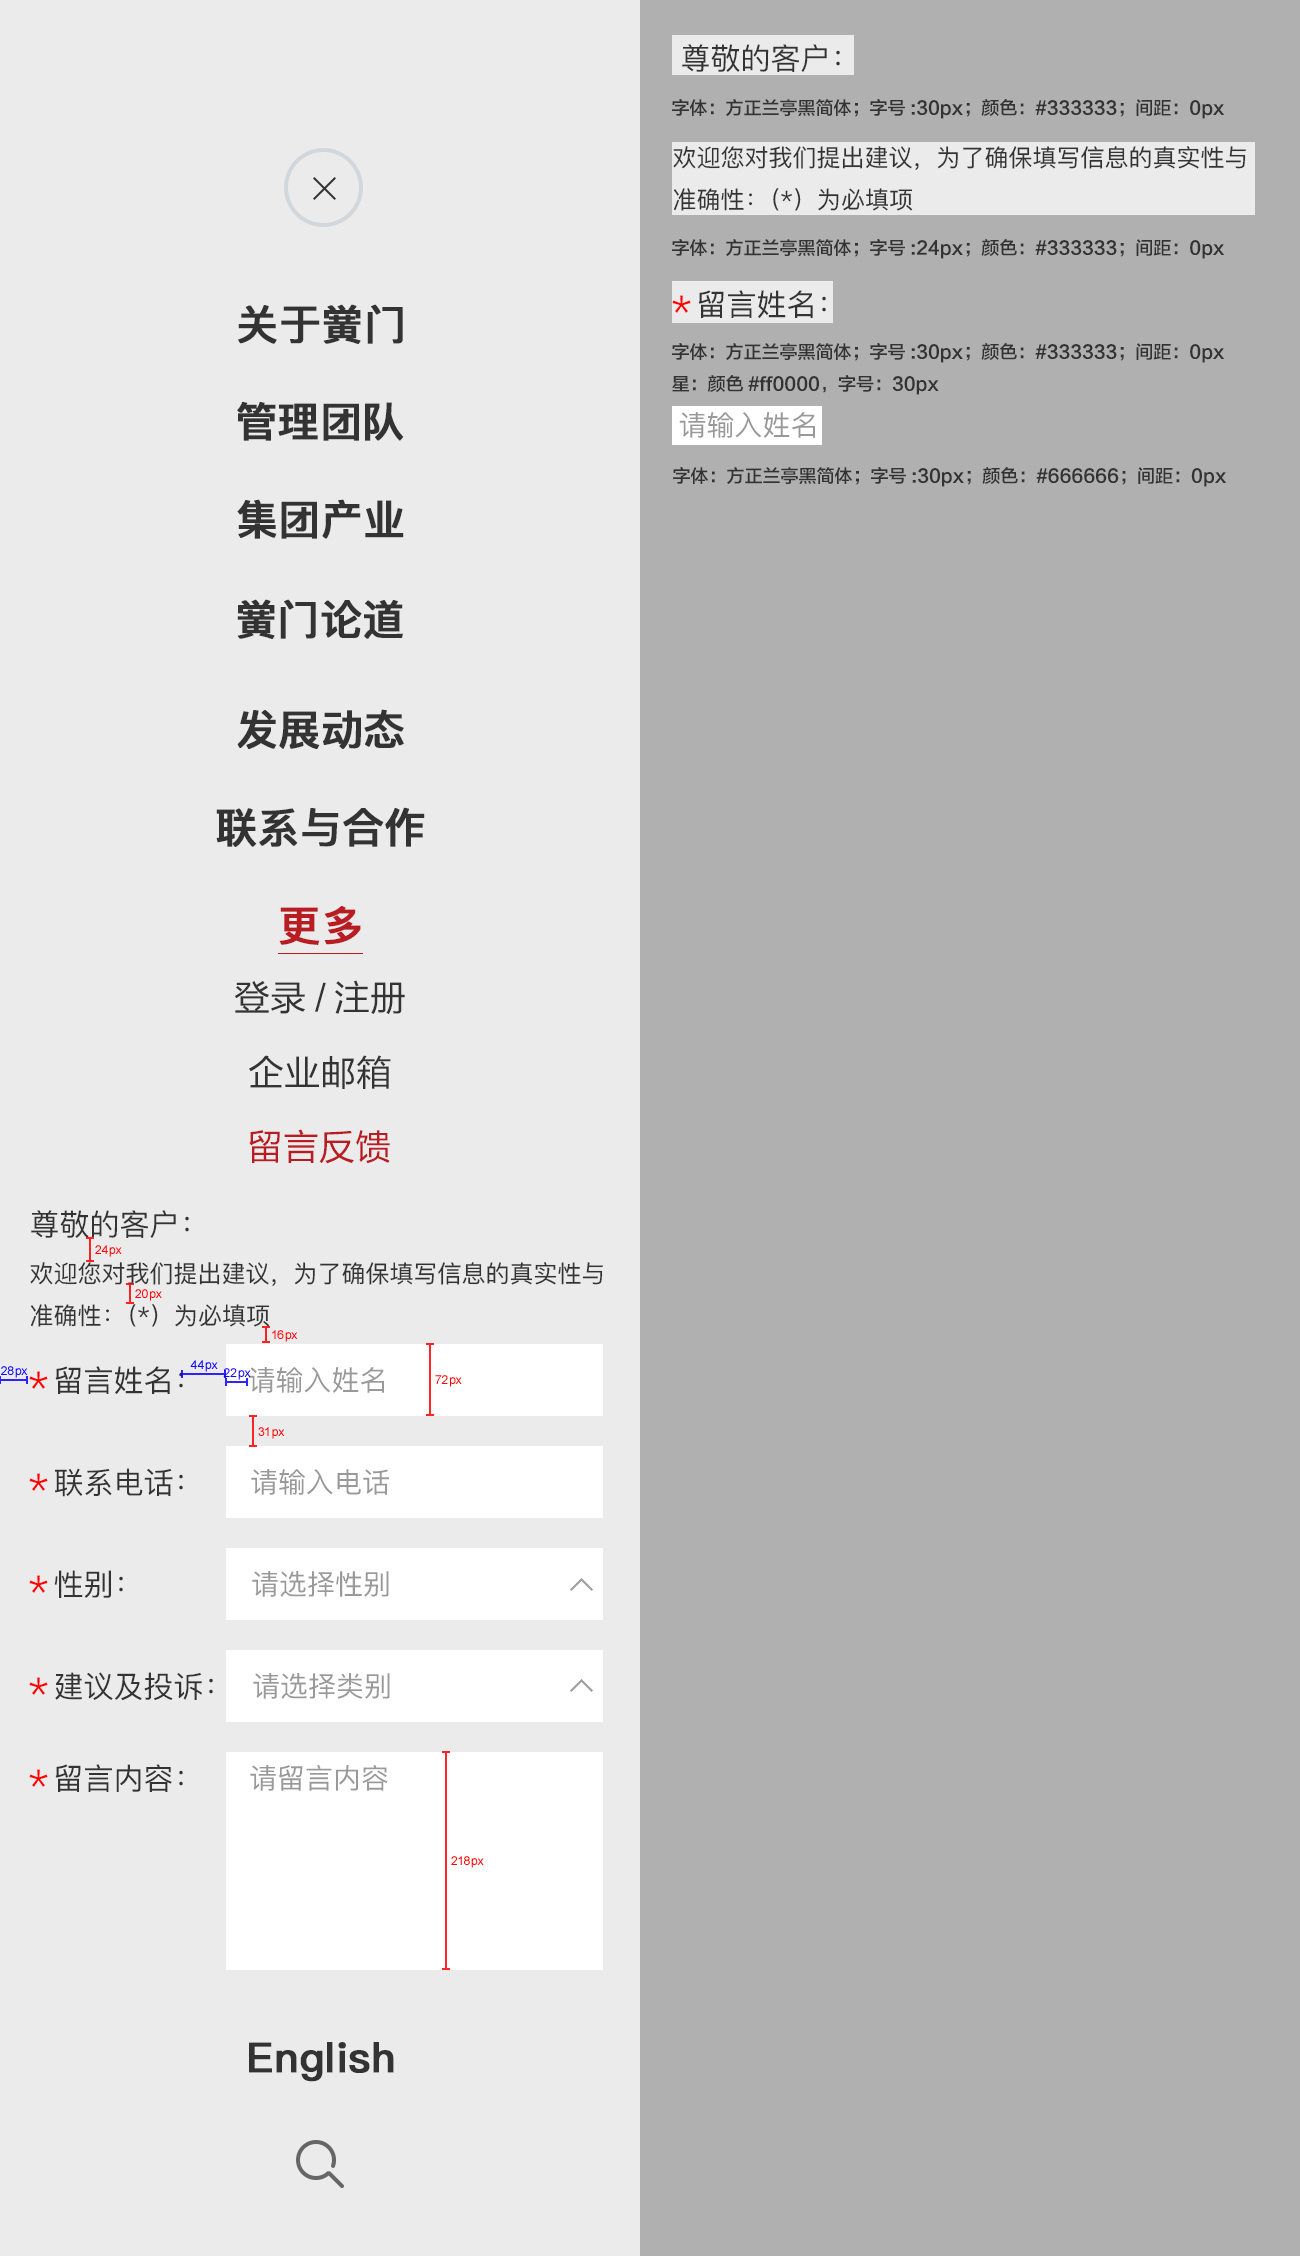 关于黉门
管理团队
集团产业
黉门论道
发展动态
联系与合作
更多
登录 / 注册
企业邮箱
留言反馈
尊敬的客户：
24px
欢迎您对我们提出建议，为了确保填写信息的真实性与
20px
准确性：（*）为必填项
16px
28px
* 留言姓名：
44px
22px
请输入姓名
72px
31px
* 联系电话：
请输入电话
* 性别：
请选择性别
* 建议及投诉：
请选择类别
* 留言内容：
请留言内容
218px
English
尊敬的客户：
字体：方正兰亭黑简体；字号 :30px；颜色：#333333；间距：0px
欢迎您对我们提出建议，为了确保填写信息的真实性与
准确性：（*）为必填项
字体：方正兰亭黑简体；字号 :24px；颜色：#333333；间距：0px
* 留言姓名：
字体：方正兰亭黑简体；字号 :30px；颜色：#333333；间距：0px
星：颜色 #ff0000，字号：30px
请输入姓名
字体：方正兰亭黑简体；字号 :30px；颜色：#666666；间距：0px